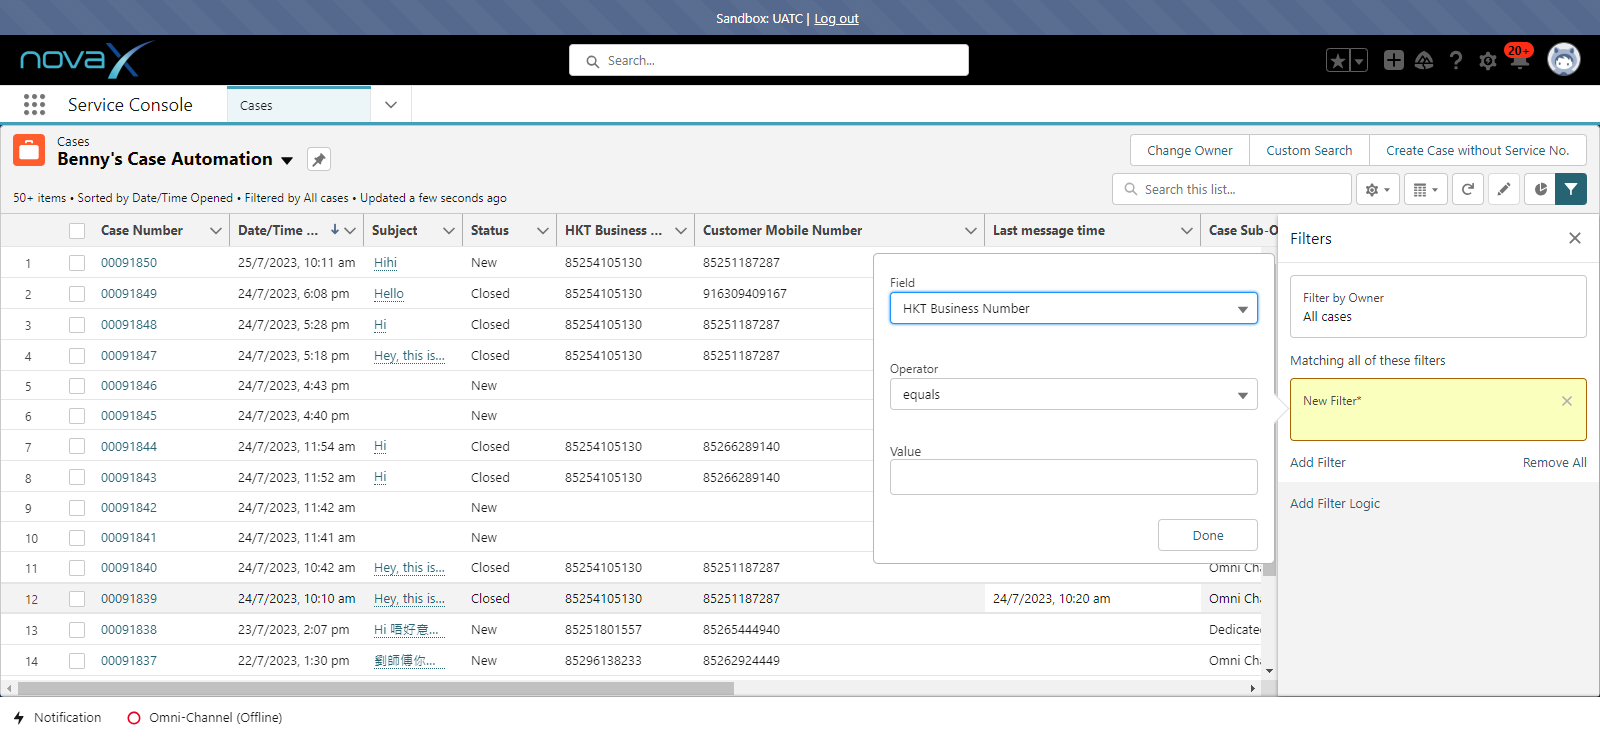 Sandbox: UATC | Log out
novaX
Search...
20+
Service Console
Cases
Cases
Benny's Case Automation
Change Owner
Custom Search
Create Case without Service No.
50+ items • Sorted by Date/Time Opened • Filtered by All cases • Updated a few seconds ago
Search this list...
Case Number Date/Time ... Subject Status HKT Business ... Customer Mobile Number Last message time Case Sub-O
1 00091850 25/7/2023, 10:11 am Hihi New 85254105130 85251187287
2 00091849 24/7/2023, 6:08 pm Hello Closed 85254105130 916309409167
3 00091848 24/7/2023, 5:28 pm Hi Closed 85254105130 85251187287
4 00091847 24/7/2023, 5:18 pm Hey, this is... Closed 85254105130 85251187287
5 00091846 24/7/2023, 4:43 pm New
6 00091845 24/7/2023, 4:40 pm New
7 00091844 24/7/2023, 11:54 am Hi Closed 85254105130 85266289140
8 00091843 24/7/2023, 11:52 am Hi Closed 85254105130 85266289140
9 00091842 24/7/2023, 11:42 am New
10 00091841 24/7/2023, 11:41 am New
11 00091840 24/7/2023, 10:42 am Hey, this is... Closed 85254105130 85251187287 Omni Cha
12 00091839 24/7/2023, 10:10 am Hey, this is... Closed 85254105130 85251187287 24/7/2023, 10:20 am Omni Cha
13 00091838 23/7/2023, 2:07 pm Hi 唔好意... New 85251801557 85265444940 Dedicated
14 00091837 22/7/2023, 1:30 pm 劉師傅你... New 85296138233 85262924449 Omni Cha
Field
HKT Business Number
Operator
equals
Value
Done
Filters
Filter by Owner
All cases
Matching all of these filters
New Filter*
Add Filter
Remove All
Add Filter Logic
Notification
Omni-Channel (Offline)